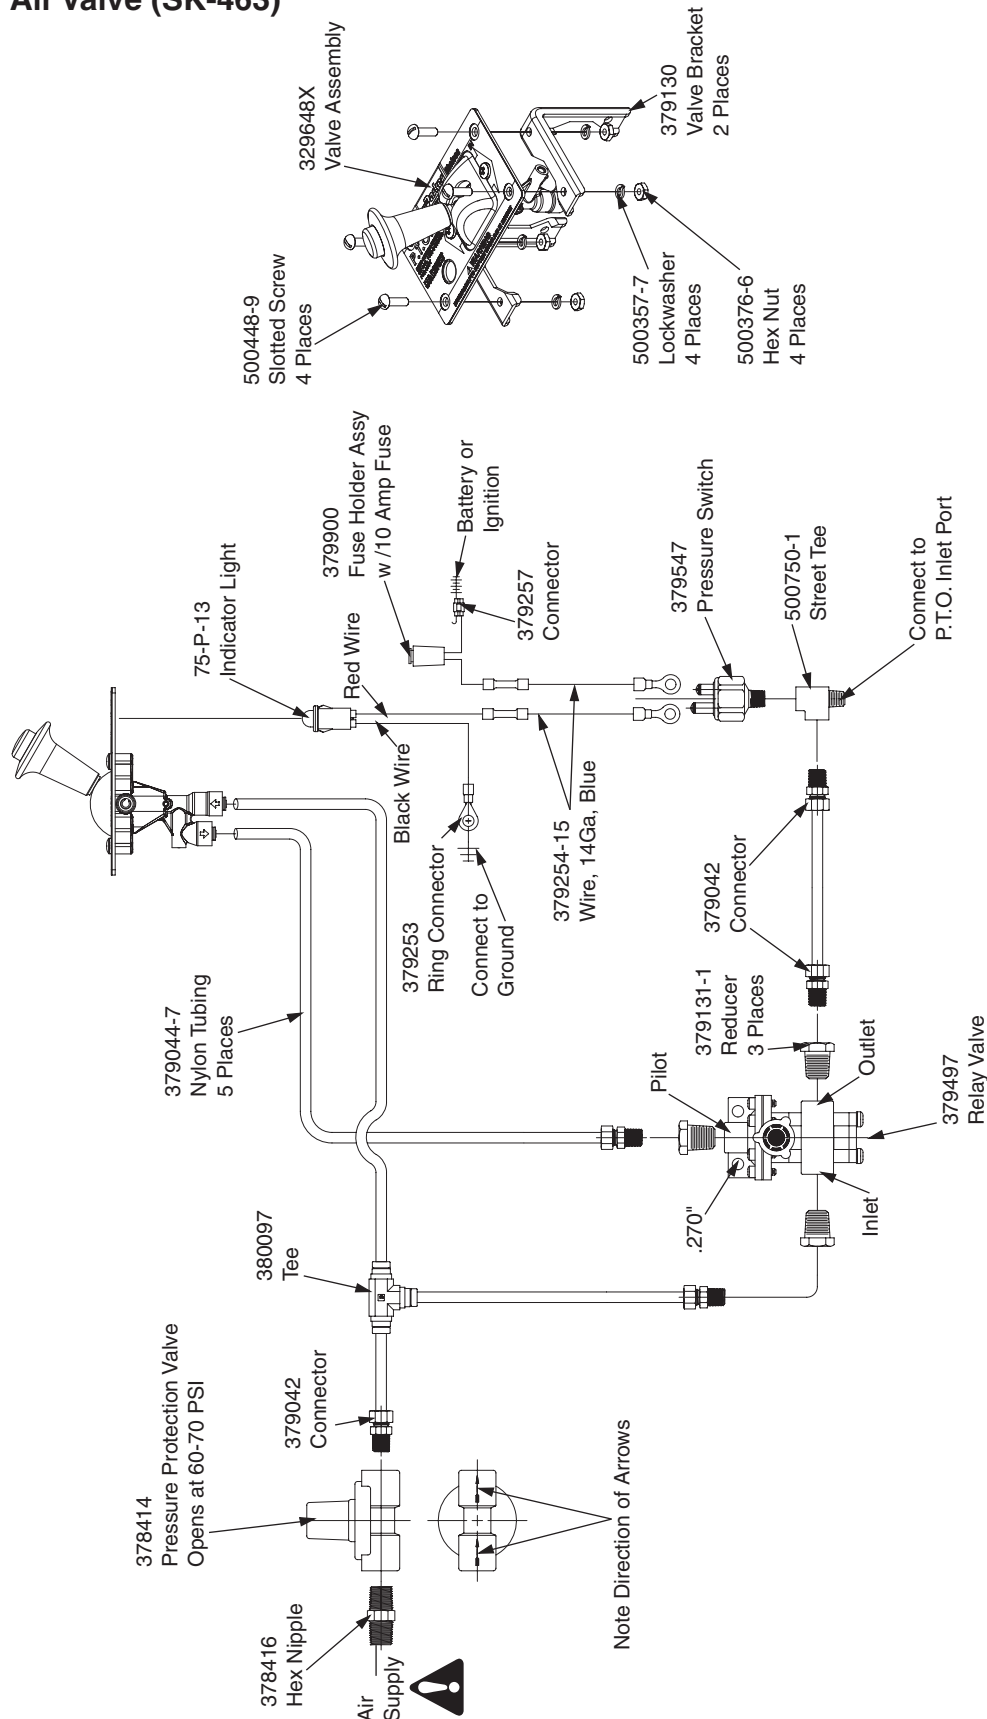 Air Valve (SK-463)
329648X
Valve Assembly
379130
Valve Bracket
2 Places
500448-9
Slotted Screw
4 Places
500357-7
Lockwasher
4 Places
500376-6
Hex Nut
4 Places
75-P-13
Indicator Light
379900
Fuse Holder Assy
w /10 Amp Fuse
Battery or
Ignition
379257
Connector
Red Wire
Black Wire
379253
Ring Connector
Connect to
Ground
379254-15
Wire, 14Ga, Blue
379547
Pressure Switch
500750-1
Street Tee
Connect to
P.T.O. Inlet Port
379044-7
Nylon Tubing
5 Places
379042
Connector
379131-1
Reducer
3 Places
Pilot
.270"
Outlet
Inlet
379497
Relay Valve
380097
Tee
378414
Pressure Protection Valve
Opens at 60-70 PSI
379042
Connector
378416
Hex Nipple
Air
Supply
Note Direction of Arrows